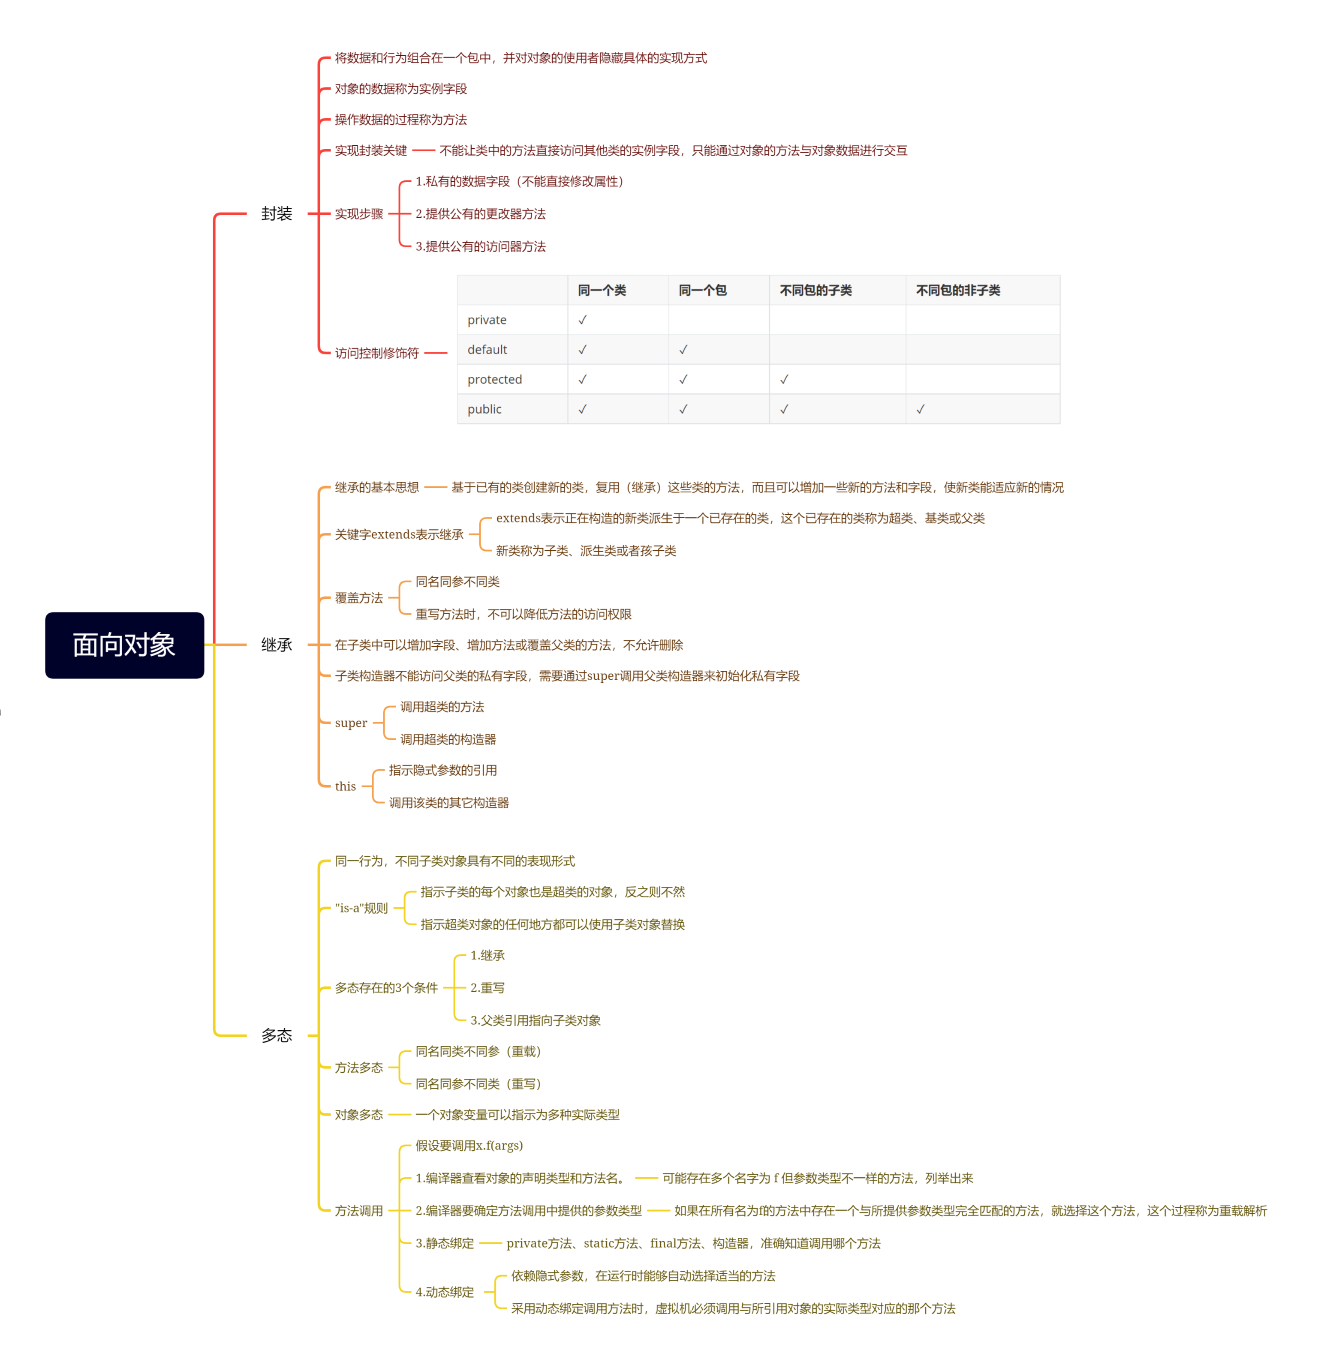 将数据和行为组合在一个包中，并对对象的使用者隐藏具体的实现方式
对象的数据称为实例字段
操作数据的过程称为方法
实现封装关键
不能让类中的方法直接访问其他类的实例字段，只能通过对象的方法与对象数据进行交互
封装
实现步骤
1.私有的数据字段（不能直接修改属性）
2.提供公有的更改器方法
3.提供公有的访问器方法
访问控制修饰符
同一个类 同一个包 不同包的子类 不同包的非子类
private ✓
default ✓ ✓
protected ✓ ✓ ✓
public ✓ ✓ ✓ ✓
面向对象
继承
继承的基本思想
基于已有的类创建新的类，复用（继承）这些类的方法，而且可以增加一些新的方法和字段，使新类能适应新的情况
关键字extends表示继承
extends表示正在构造的新类派生于一个已存在的类，这个已存在的类称为超类、基类或父类
新类称为子类、派生类或者孩子类
覆盖方法
同名同参不同类
重写方法时，不可以降低方法的访问权限
在子类中可以增加字段、增加方法或覆盖父类的方法，不允许删除
子类构造器不能访问父类的私有字段，需要通过super调用父类构造器来初始化私有字段
super
调用超类的方法
调用超类的构造器
this
指示隐式参数的引用
调用该类的其它构造器
多态
同一行为，不同子类对象具有不同的表现形式
"is-a"规则
指示子类的每个对象也是超类的对象，反之则不然
指示超类对象的任何地方都可以使用子类对象替换
多态存在的3个条件
1.继承
2.重写
3.父类引用指向子类对象
方法多态
同名同类不同参（重载）
同名同参不同类（重写）
对象多态
一个对象变量可以指示为多种实际类型
方法调用
假设要调用x.f(args)
1.编译器查看对象的声明类型和方法名。
可能存在多个名字为 f 但参数类型不一样的方法，列举出来
2.编译器要确定方法调用中提供的参数类型
如果在所有名为f的方法中存在一个与所提供参数类型完全匹配的方法，就选择这个方法，这个过程称为重载解析
3.静态绑定
private方法、static方法、final方法、构造器，准确知道调用哪个方法
4.动态绑定
依赖隐式参数，在运行时能够自动选择适当的方法
采用动态绑定调用方法时，虚拟机必须调用与所引用对象的实际类型对应的那个方法